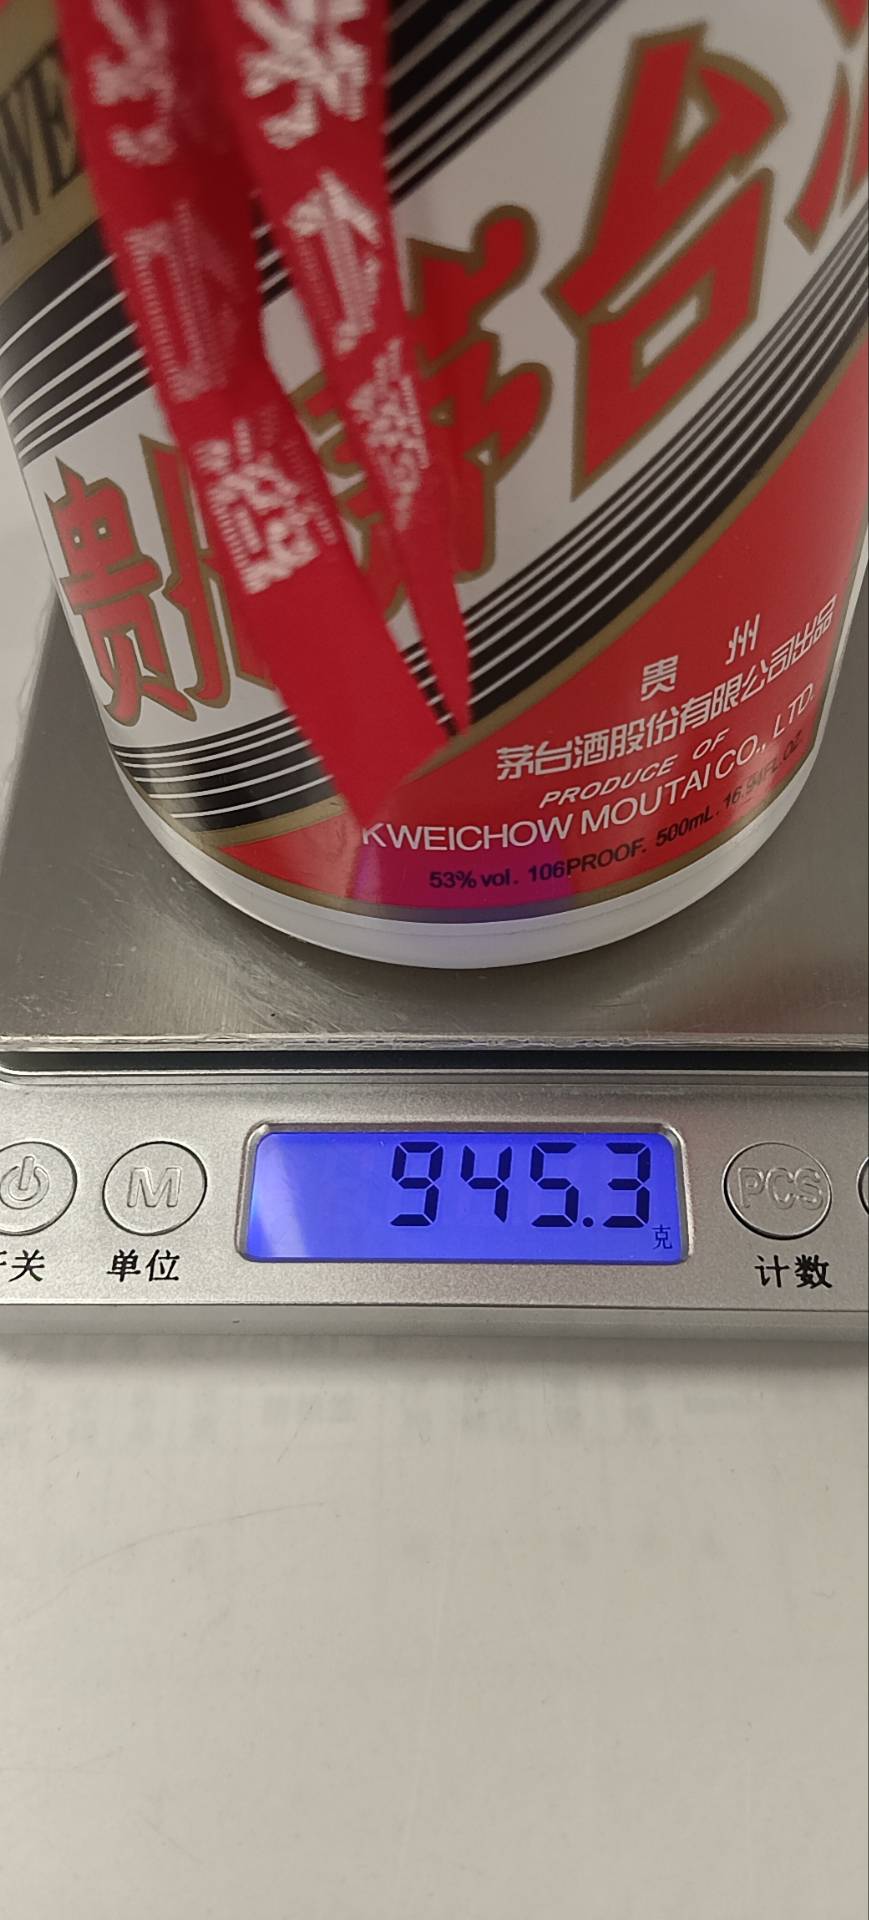 WE
贵州茅台
贵州
茅台酒股份有限公司出品
PRODUCE OF
KWEICHOW MOUTAI CO., LTD.
53% vol. 106PROOF. 500mL. 16.94FL.OZ.
945.3
克
M
PCS
关
单位
计数